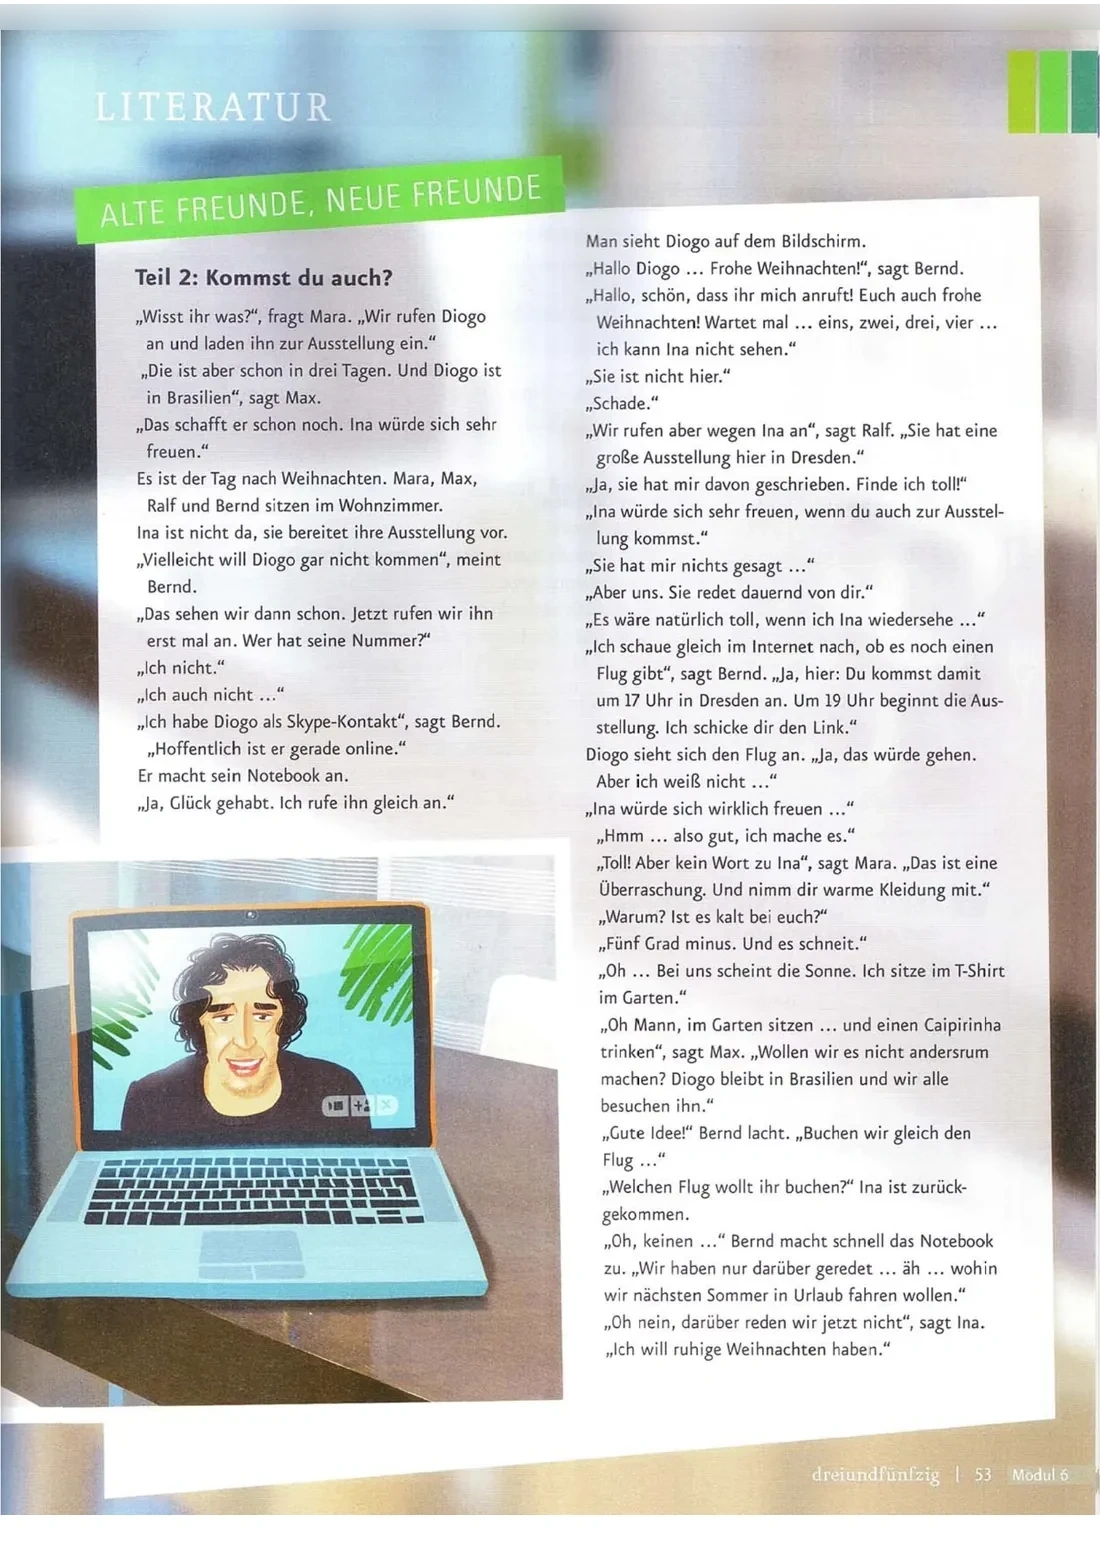 LITERATUR
ALTE FREUNDE, NEUE FREUNDE
Teil 2: Kommst du auch?
„Wisst ihr was?“, fragt Mara. „Wir rufen Diogo
an und laden ihn zur Ausstellung ein.“
„Die ist aber schon in drei Tagen. Und Diogo ist
in Brasilien“, sagt Max.
„Das schafft er schon noch. Ina würde sich sehr
freuen.“
Es ist der Tag nach Weihnachten. Mara, Max,
Ralf und Bernd sitzen im Wohnzimmer.
Ina ist nicht da, sie bereitet ihre Ausstellung vor.
„Vielleicht will Diogo gar nicht kommen“, meint
Bernd.
„Das sehen wir dann schon. Jetzt rufen wir ihn
erst mal an. Wer hat seine Nummer?“
„Ich nicht.“
„Ich auch nicht ...“
„Ich habe Diogo als Skype-Kontakt“, sagt Bernd.
„Hoffentlich ist er gerade online.“
Er macht sein Notebook an.
„Ja, Glück gehabt. Ich rufe ihn gleich an.“
Man sieht Diogo auf dem Bildschirm.
„Hallo Diogo ... Frohe Weihnachten!“, sagt Bernd.
„Hallo, schön, dass ihr mich anruft! Euch auch frohe
Weihnachten! Wartet mal ... eins, zwei, drei, vier ...
ich kann Ina nicht sehen.“
„Sie ist nicht hier.“
„Schade.“
„Wir rufen aber wegen Ina an“, sagt Ralf. „Sie hat eine
große Ausstellung hier in Dresden.“
„Ja, sie hat mir davon geschrieben. Finde ich toll!“
„Ina würde sich sehr freuen, wenn du auch zur Ausstel-
lung kommst.“
„Sie hat mir nichts gesagt ...“
„Aber uns. Sie redet dauernd von dir.“
„Es wäre natürlich toll, wenn ich Ina wiedersehe ...“
„Ich schaue gleich im Internet nach, ob es noch einen
Flug gibt“, sagt Bernd. „Ja, hier: Du kommst damit
um 17 Uhr in Dresden an. Um 19 Uhr beginnt die Aus-
stellung. Ich schicke dir den Link.“
Diogo sieht sich den Flug an. „Ja, das würde gehen.
Aber ich weiß nicht ...“
„Ina würde sich wirklich freuen ...“
„Hmm ... also gut, ich mache es.“
„Toll! Aber kein Wort zu Ina“, sagt Mara. „Das ist eine
Überraschung. Und nimm dir warme Kleidung mit.“
„Warum? Ist es kalt bei euch?“
„Fünf Grad minus. Und es schneit.“
„Oh ... Bei uns scheint die Sonne. Ich sitze im T-Shirt
im Garten.“
„Oh Mann, im Garten sitzen ... und einen Caipirinha
trinken“, sagt Max. „Wollen wir es nicht andersrum
machen? Diogo bleibt in Brasilien und wir alle
besuchen ihn.“
„Gute Idee!“ Bernd lacht. „Buchen wir gleich den
Flug ...“
„Welchen Flug wollt ihr buchen?“ Ina ist zurück-
gekommen.
„Oh, keinen ...“ Bernd macht schnell das Notebook
zu. „Wir haben nur darüber geredet ... äh ... wohin
wir nächsten Sommer in Urlaub fahren wollen.“
„Oh nein, darüber reden wir jetzt nicht“, sagt Ina.
„Ich will ruhige Weihnachten haben.“
dreiundfünfzig | 53 Modul 6